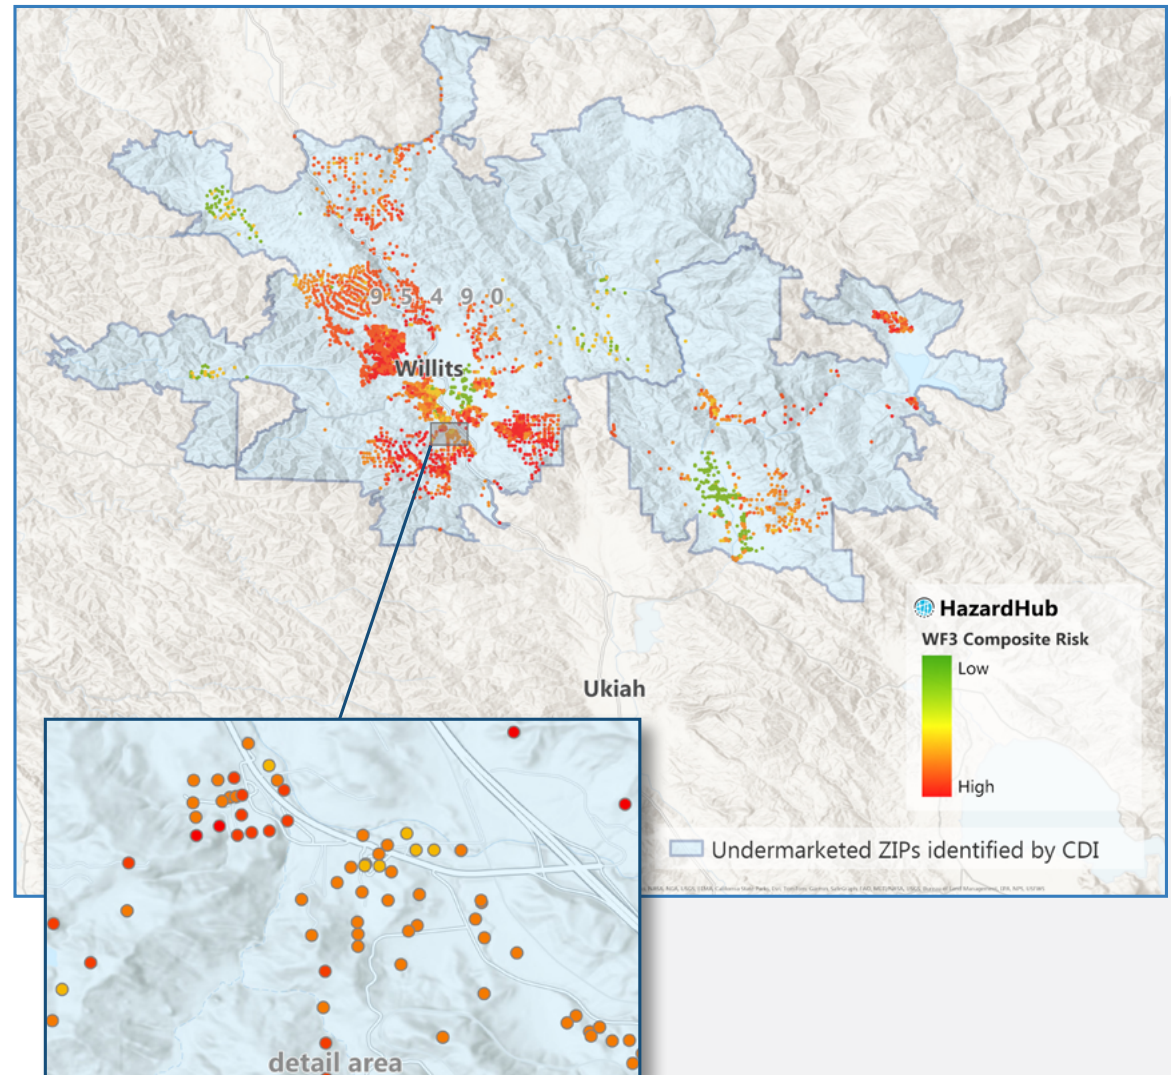 9 5 4 9 0
Willits
Ukiah
HazardHub
WF3 Composite Risk
Low
High
Undermarketed ZIPs identified by CDI
detail area